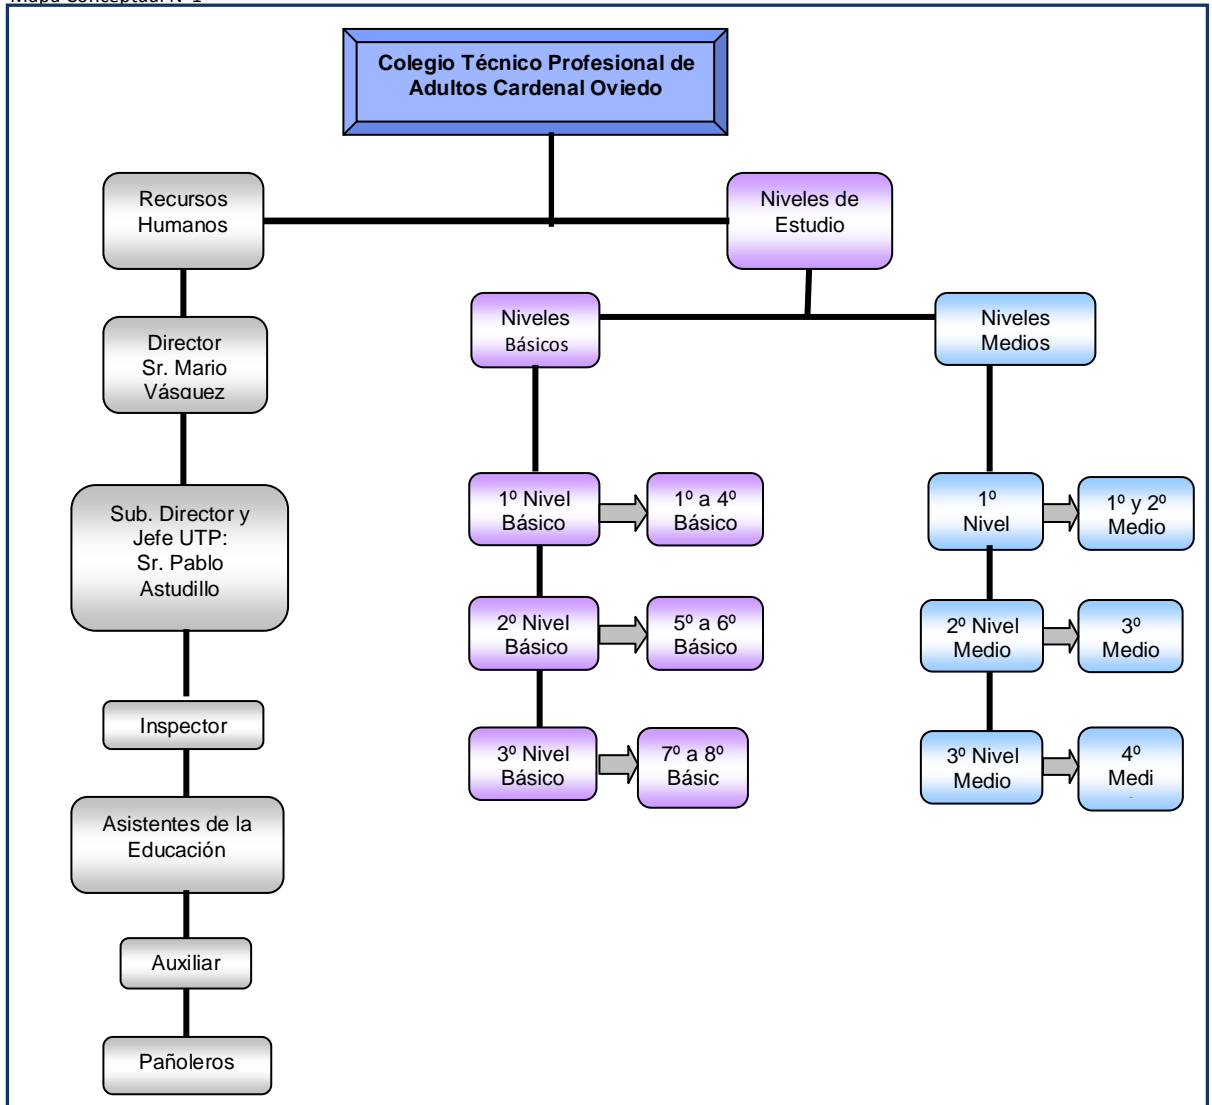 Mapa Conceptual N°1
Colegio Técnico Profesional de
Adultos Cardenal Oviedo
Recursos
Humanos
Niveles de
Estudio
Director
Sr. Mario
Vásquez
Sub. Director y
Jefe UTP:
Sr. Pablo
Astudillo
Inspector
Asistentes de la
Educación
Auxiliar
Pañoleros
Niveles
Básicos
1º Nivel
Básico
1º a 4º
Básico
2º Nivel
Básico
5º a 6º
Básico
3º Nivel
Básico
7º a 8º
Básic
Niveles
Medios
1º
Nivel
1º y 2º
Medio
2º Nivel
Medio
3º
Medio
3º Nivel
Medio
4º
Medi